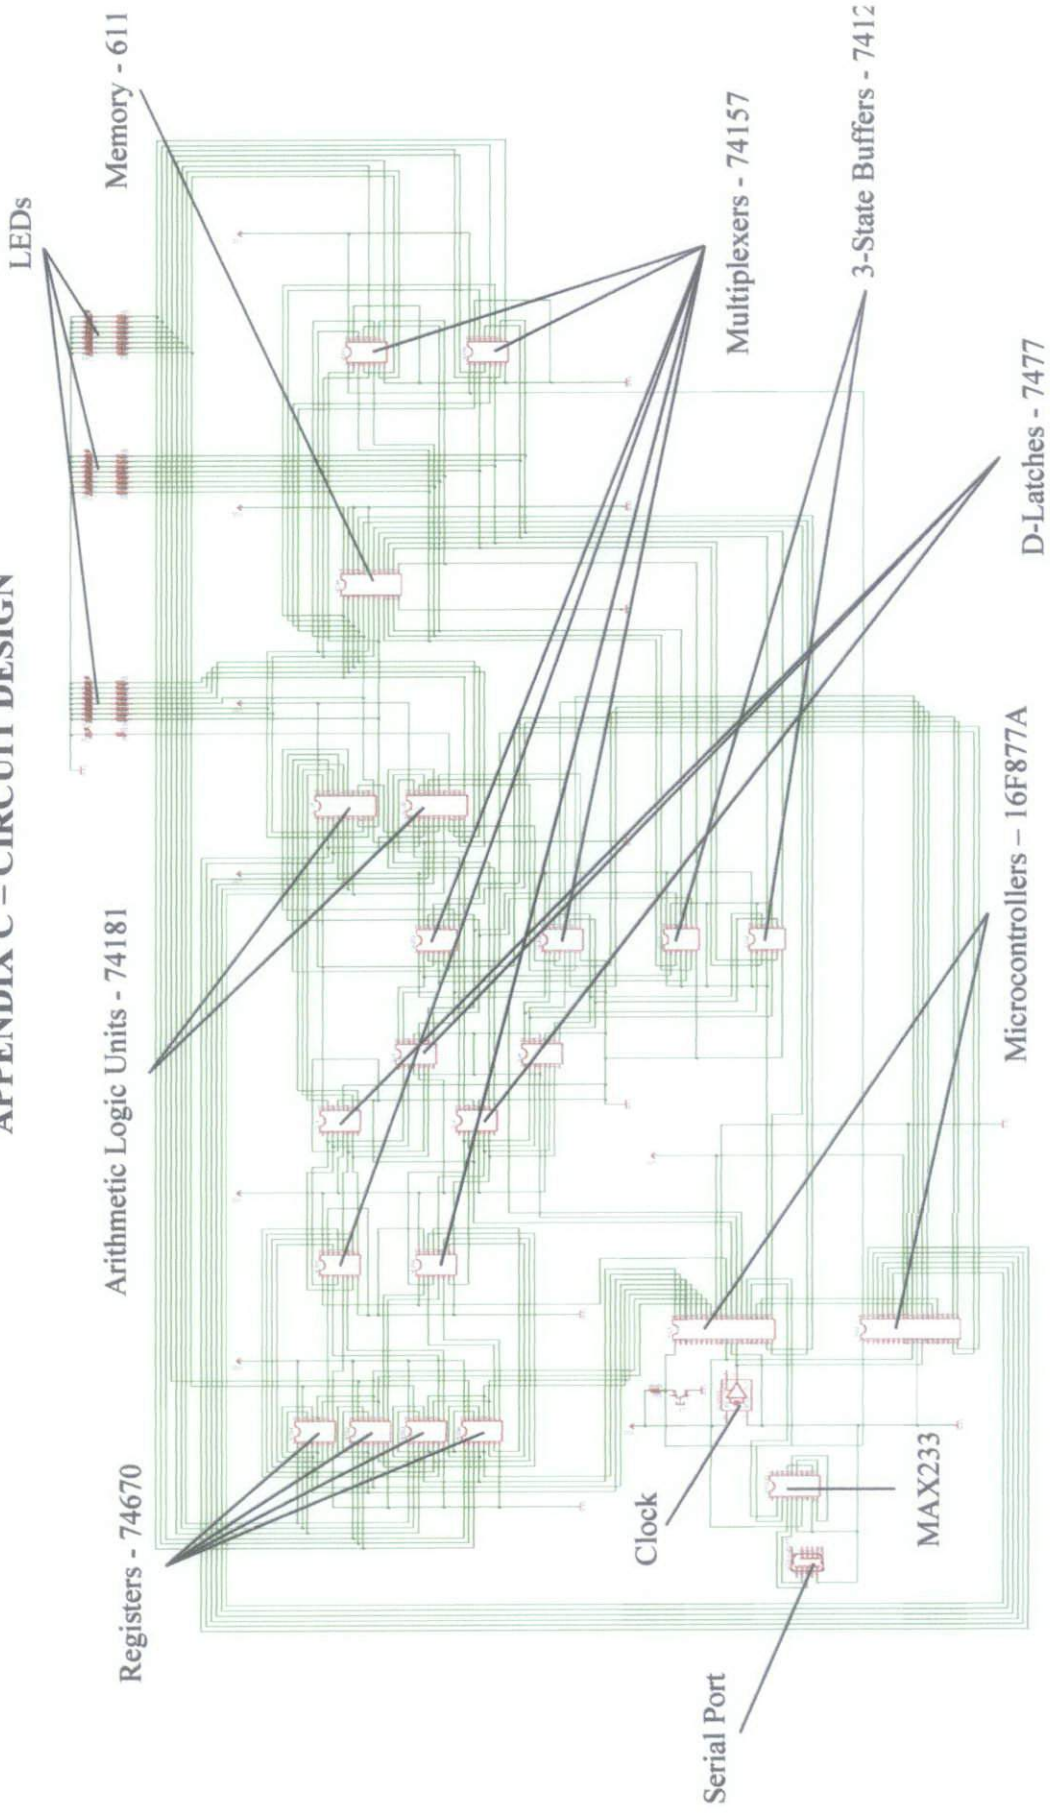 APPENDIX C – CIRCUIT DESIGN
LEDs
Memory - 611
Arithmetic Logic Units - 74181
Registers - 74670
Multiplexers - 74157
3-State Buffers - 7412
D-Latches - 7477
Microcontrollers – 16F877A
Clock
MAX233
Serial Port